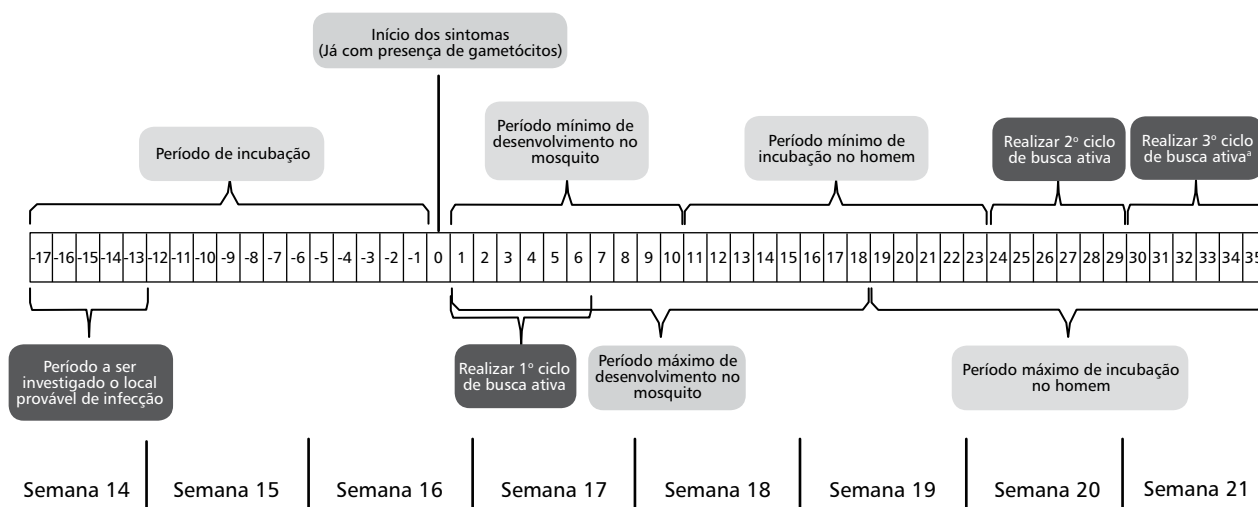 Início dos sintomas
(Já com presença de gametócitos)
Período de incubação
Período mínimo de
desenvolvimento no
mosquito
Período mínimo de
incubação no homem
Realizar 2º ciclo
de busca ativa
Realizar 3º ciclo
de busca ativaª
-17 -16 -15 -14 -13 -12 -11 -10 -9 -8 -7 -6 -5 -4 -3 -2 -1 0 1 2 3 4 5 6 7 8 9 10 11 12 13 14 15 16 17 18 19 20 21 22 23 24 25 26 27 28 29 30 31 32 33 34 35
Período a ser
investigado o local
provável de infecção
Realizar 1º ciclo
de busca ativa
Período máximo de
desenvolvimento no
mosquito
Período máximo de incubação
no homem
Semana 14 Semana 15 Semana 16 Semana 17 Semana 18 Semana 19 Semana 20 Semana 21